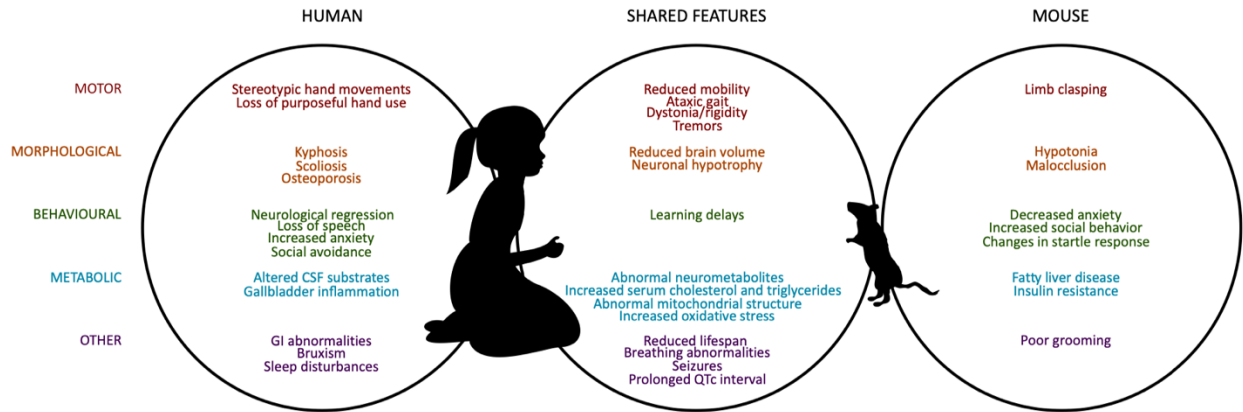 HUMAN
SHARED FEATURES
MOUSE
MOTOR
Stereotypic hand movements
Loss of purposeful hand use
Reduced mobility
Ataxic gait
Dystonia/rigidity
Tremors
Limb clasping
MORPHOLOGICAL
Kyphosis
Scoliosis
Osteoporosis
Reduced brain volume
Neuronal hypotrophy
Hypotonia
Malocclusion
BEHAVIOURAL
Neurological regression
Loss of speech
Increased anxiety
Social avoidance
Learning delays
Decreased anxiety
Increased social behavior
Changes in startle response
METABOLIC
Altered CSF substrates
Gallbladder inflammation
Abnormal neurometabolites
Increased serum cholesterol and triglycerides
Abnormal mitochondrial structure
Increased oxidative stress
Fatty liver disease
Insulin resistance
OTHER
GI abnormalities
Bruxism
Sleep disturbances
Reduced lifespan
Breathing abnormalities
Seizures
Prolonged QTc interval
Poor grooming